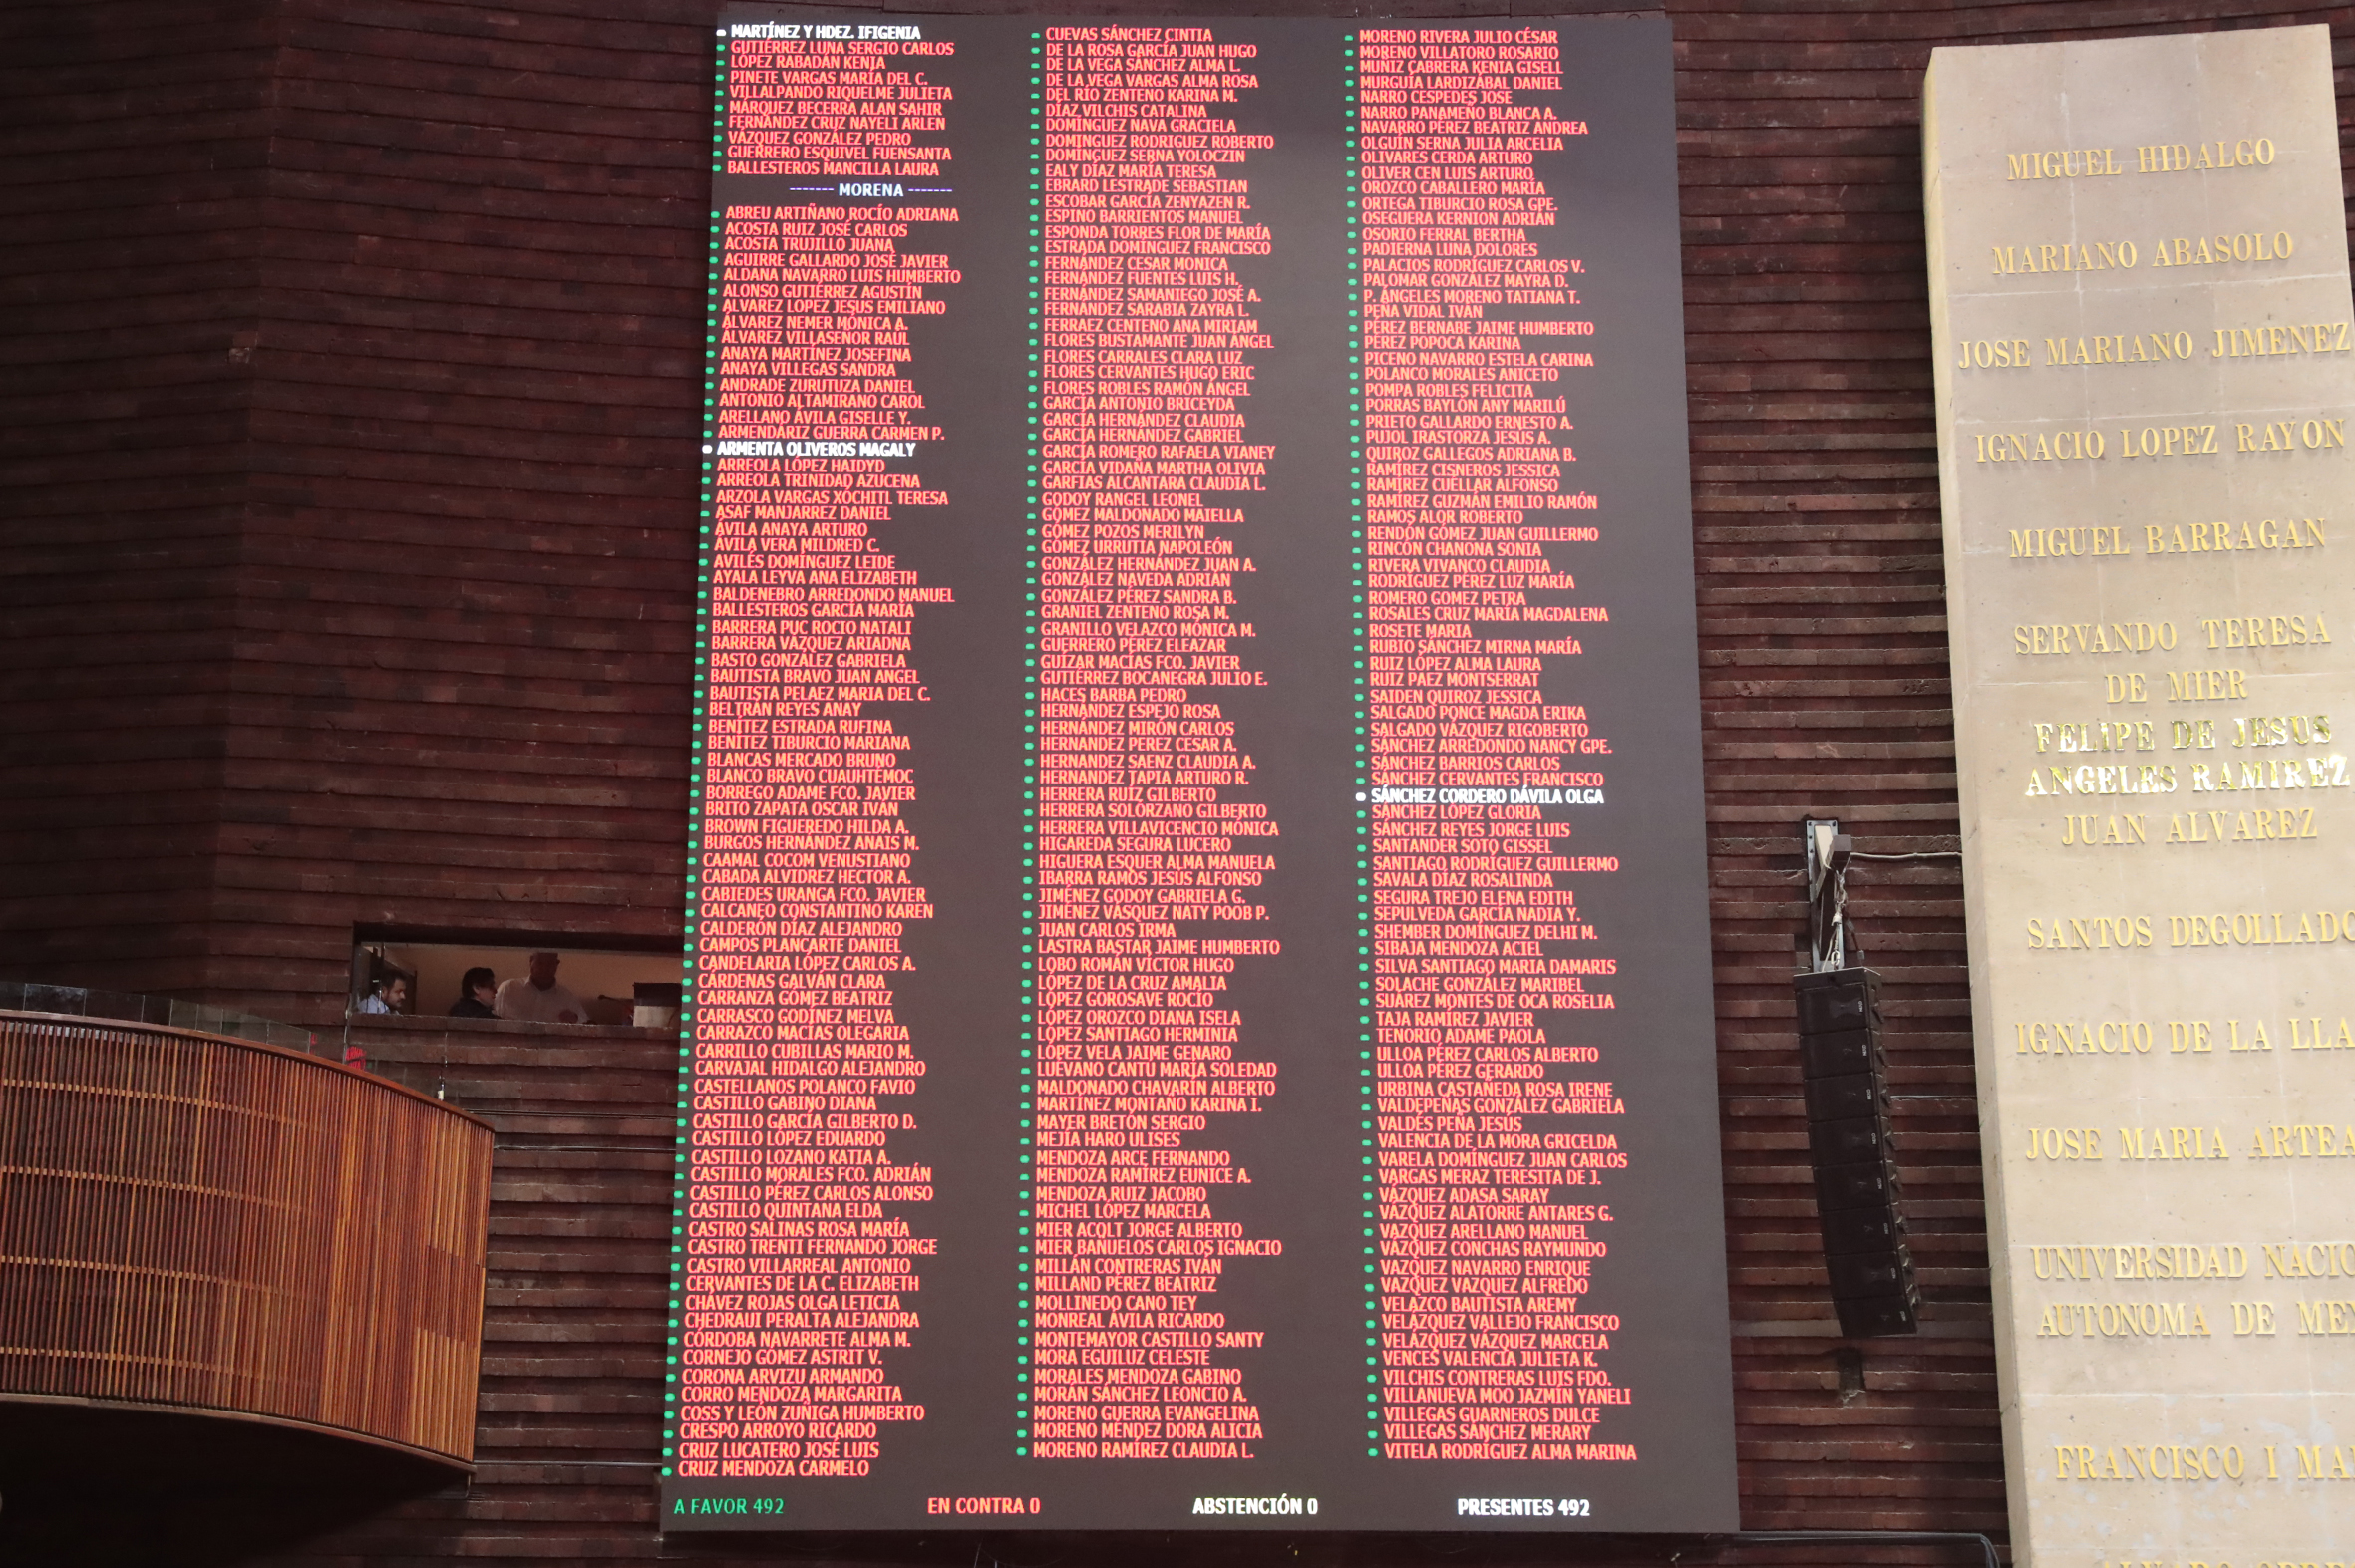 MARTÍNEZ Y HDEZ. IFIGENIA
GUTIÉRREZ LUNA SERGIO CARLOS
LÓPEZ RABADÁN KENIA
PINETE VARGAS MARÍA DEL C.
VILLALPANDO RIQUELME JULIETA
MÁRQUEZ BECERRA ALAN SAHIR
FERNÁNDEZ CRUZ NAYELI ARLEN
VÁZQUEZ GONZÁLEZ PEDRO
GUERRERO ESQUIVEL FUENSANTA
BALLESTEROS MANCILLA LAURA
------- MORENA -------
ABREU ARTIÑANO ROCÍO ADRIANA
ACOSTA RUIZ JOSÉ CARLOS
ACOSTA TRUJILLO JUANA
AGUIRRE GALLARDO JOSÉ JAVIER
ALDANA NAVARRO LUIS HUMBERTO
ALONSO GUTIÉRREZ AGUSTÍN
ÁLVAREZ LÓPEZ JESÚS EMILIANO
ÁLVAREZ NEMER MÓNICA A.
ÁLVAREZ VILLASEÑOR RAÚL
ANAYA MARTÍNEZ JOSEFINA
ANAYA VILLEGAS SANDRA
ANDRADE ZURUTUZA DANIEL
ANTONIO ALTAMIRANO CAROL
ARELLANO ÁVILA GISELLE Y.
ARMENDÁRIZ GUERRA CARMEN P.
ARMENTA OLIVEROS MAGALY
ARREOLA LÓPEZ HAIDYD
ARREOLA TRINIDAD AZUCENA
ARZOLA VARGAS XÓCHITL TERESA
ASAF MANJARREZ DANIEL
ÁVILA ANAYA ARTURO
ÁVILA VERA MILDRED C.
AVILÉS DOMÍNGUEZ LEIDE
AYALA LEYVA ANA ELIZABETH
BALDENEBRO ARREDONDO MANUEL
BALLESTEROS GARCÍA MARÍA
BARRERA PUC ROCIO NATALI
BARRERA VÁZQUEZ ARIADNA
BASTO GONZÁLEZ GABRIELA
BAUTISTA BRAVO JUAN ANGEL
BAUTISTA PELAEZ MARIA DEL C.
BELTRÁN REYES ANAY
BENÍTEZ ESTRADA RUFINA
BENÍTEZ TIBURCIO MARIANA
BLANCAS MERCADO BRUNO
BLANCO BRAVO CUAUHTÉMOC
BORREGO ADAME FCO. JAVIER
BRITO ZAPATA OSCAR IVÁN
BROWN FIGUEREDO HILDA A.
BURGOS HERNÁNDEZ ANAIS M.
CAAMAL COCOM VENUSTIANO
CABADA ALVIDREZ HECTOR A.
CABIEDES URANGA FCO. JAVIER
CALCÁNEO CONSTANTINO KAREN
CALDERÓN DÍAZ ALEJANDRO
CAMPOS PLANCARTE DANIEL
CANDELARIA LÓPEZ CARLOS A.
CÁRDENAS GALVÁN CLARA
CARRANZA GÓMEZ BEATRIZ
CARRASCO GODÍNEZ MELVA
CARRAZCO MACÍAS OLEGARIA
CARRILLO CUBILLAS MARIO M.
CARVAJAL HIDALGO ALEJANDRO
CASTELLANOS POLANCO FAVIO
CASTILLO GABINO DIANA
CASTILLO GARCÍA GILBERTO D.
CASTILLO LÓPEZ EDUARDO
CASTILLO LOZANO KATIA A.
CASTILLO MORALES FCO. ADRIÁN
CASTILLO PÉREZ CARLOS ALONSO
CASTILLO QUINTANA ELDA
CASTRO SALINAS ROSA MARÍA
CASTRO TRENTI FERNANDO JORGE
CASTRO VILLARREAL ANTONIO
CERVANTES DE LA C. ELIZABETH
CHÁVEZ ROJAS OLGA LETICIA
CHEDRAUI PERALTA ALEJANDRA
CÓRDOBA NAVARRETE ALMA M.
CORNEJO GÓMEZ ASTRIT V.
CORONA ARVIZU ARMANDO
CORRO MENDOZA MARGARITA
COSS Y LEÓN ZUÑIGA HUMBERTO
CRESPO ARROYO RICARDO
CRUZ LUCATERO JOSÉ LUIS
CRUZ MENDOZA CARMELO
CUEVAS SÁNCHEZ CINTIA
DE LA ROSA GARCÍA JUAN HUGO
DE LA VEGA SÁNCHEZ ALMA L.
DE LA VEGA VARGAS ALMA ROSA
DEL RÍO ZENTENO KARINA M.
DÍAZ VILCHIS CATALINA
DOMÍNGUEZ NAVA GRACIELA
DOMÍNGUEZ RODRÍGUEZ ROBERTO
DOMÍNGUEZ SERNA YOLOCZIN
EALY DÍAZ MARÍA TERESA
EBRARD LESTRADE SEBASTIAN
ESCOBAR GARCÍA ZENYAZEN R.
ESPINO BARRIENTOS MANUEL
ESPONDA TORRES FLOR DE MARÍA
ESTRADA DOMÍNGUEZ FRANCISCO
FERNÁNDEZ CESAR MONICA
FERNÁNDEZ FUENTES LUIS H.
FERNÁNDEZ SAMANIEGO JOSÉ A.
FERNÁNDEZ SARABIA ZAYRA L.
FERRÁEZ CENTENO ANA MIRIAM
FLORES BUSTAMANTE JUAN ÁNGEL
FLORES CARRALES CLARA LUZ
FLORES CERVANTES HUGO ERIC
FLORES ROBLES RAMÓN ÁNGEL
GARCÍA ANTONIO BRICEYDA
GARCÍA HERNÁNDEZ CLAUDIA
GARCÍA HERNÁNDEZ GABRIEL
GARCÍA ROMERO RAFAELA VIANEY
GARCÍA VIDAÑA MARTHA OLIVIA
GARFIAS ALCANTARA CLAUDIA L.
GODOY RANGEL LEONEL
GÓMEZ MALDONADO MAIELLA
GÓMEZ POZOS MERILYN
GÓMEZ URRUTIA NAPOLEÓN
GONZÁLEZ HERNÁNDEZ JUAN A.
GONZÁLEZ NAVEDA ADRIÁN
GONZÁLEZ PÉREZ SANDRA B.
GRANIEL ZENTENO ROSA M.
GRANILLO VELAZCO MÓNICA M.
GUERRERO PÉREZ ELEAZAR
GUÍZAR MACÍAS FCO. JAVIER
GUTIÉRREZ BOCANEGRA JULIO E.
HACES BARBA PEDRO
HERNÁNDEZ ESPEJO ROSA
HERNÁNDEZ MIRÓN CARLOS
HERNÁNDEZ PÉREZ CESAR A.
HERNÁNDEZ SAENZ CLAUDIA A.
HERNÁNDEZ TAPIA ARTURO R.
HERRERA RUÍZ GILBERTO
HERRERA SOLÓRZANO GILBERTO
HERRERA VILLAVICENCIO MÓNICA
HIGAREDA SEGURA LUCERO
HIGUERA ESQUER ALMA MANUELA
IBARRA RAMOS JESÚS ALFONSO
JIMÉNEZ GODOY GABRIELA G.
JIMÉNEZ VÁSQUEZ NATY POOB P.
JUAN CARLOS IRMA
LASTRA BASTAR JAIME HUMBERTO
LOBO ROMÁN VÍCTOR HUGO
LÓPEZ DE LA CRUZ AMALIA
LÓPEZ GOROSAVE ROCÍO
LÓPEZ OROZCO DIANA ISELA
LÓPEZ SANTIAGO HERMINIA
LÓPEZ VELA JAIME GENARO
LUÉVANO CANTÚ MARÍA SOLEDAD
MALDONADO CHAVARÍN ALBERTO
MARTÍNEZ MONTAÑO KARINA I.
MAYER BRETÓN SERGIO
MEJÍA HARO ULISES
MENDOZA ARCE FERNANDO
MENDOZA RAMÍREZ EUNICE A.
MENDOZA RUIZ JACOBO
MICHEL LÓPEZ MARCELA
MIER ACOLT JORGE ALBERTO
MIER BAÑUELOS CARLOS IGNACIO
MILLÁN CONTRERAS IVÁN
MILLAND PÉREZ BEATRIZ
MOLLINEDO CANO TEY
MONREAL ÁVILA RICARDO
MONTEMAYOR CASTILLO SANTY
MORA EGUILUZ CELESTE
MORALES MENDOZA GABINO
MORÁN SÁNCHEZ LEONCIO A.
MORENO GUERRA EVANGELINA
MORENO MÉNDEZ DORA ALICIA
MORENO RAMÍREZ CLAUDIA L.
MORENO RIVERA JULIO CÉSAR
MORENO VILLATORO ROSARIO
MUÑIZ CABRERA KENIA GISELL
MURGUÍA LARDIZÁBAL DANIEL
NARRO CÉSPEDES JOSÉ
NARRO PANAMEÑO BLANCA A.
NAVARRO PÉREZ BEATRIZ ANDREA
OLGUÍN SERNA JULIA ARCELIA
OLIVARES CERDA ARTURO
OLIVER CEN LUIS ARTURO
OROZCO CABALLERO MARÍA
ORTEGA TIBURCIO ROSA GPE.
OSEGUERA KERNION ADRIÁN
OSORIO FERRAL BERTHA
PADIERNA LUNA DOLORES
PALACIOS RODRÍGUEZ CARLOS V.
PALOMAR GONZÁLEZ MAYRA D.
P. ÁNGELES MORENO TATIANA T.
PEÑA VIDAL IVÁN
PÉREZ BERNABE JAIME HUMBERTO
PÉREZ POPOCA KARINA
PICENO NAVARRO ESTELA CARINA
POLANCO MORALES ANICETO
POMPA ROBLES FELICITA
PORRAS BAYLÓN ANY MARILÚ
PRIETO GALLARDO ERNESTO A.
PUJOL IRASTORZA JESÚS A.
QUIROZ GALLEGOS ADRIANA B.
RAMÍREZ CISNEROS JESSICA
RAMÍREZ CUÉLLAR ALFONSO
RAMÍREZ GUZMÁN EMILIO RAMÓN
RAMOS ALOR ROBERTO
RENDÓN GÓMEZ JUAN GUILLERMO
RINCÓN CHANONA SONIA
RIVERA VIVANCO CLAUDIA
RODRÍGUEZ PÉREZ LUZ MARÍA
ROMERO GÓMEZ PETRA
ROSALES CRUZ MARÍA MAGDALENA
ROSETE MARIA
RUBIO SÁNCHEZ MIRNA MARÍA
RUIZ LÓPEZ ALMA LAURA
RUIZ PÁEZ MONTSERRAT
SAIDEN QUIROZ JESSICA
SALGADO PONCE MAGDA ERIKA
SALGADO VÁZQUEZ RIGOBERTO
SÁNCHEZ ARREDONDO NANCY GPE.
SÁNCHEZ BARRIOS CARLOS
SÁNCHEZ CERVANTES FRANCISCO
SÁNCHEZ CORDERO DÁVILA OLGA
SÁNCHEZ LÓPEZ GLORIA
SÁNCHEZ REYES JORGE LUIS
SANTANDER SOTO GISSEL
SANTIAGO RODRÍGUEZ GUILLERMO
SAVALA DÍAZ ROSALINDA
SEGURA TREJO ELENA EDITH
SEPÚLVEDA GARCÍA NADIA Y.
SHEMBER DOMÍNGUEZ DELHI M.
SIBAJA MENDOZA ACIEL
SILVA SANTIAGO MARIA DAMARIS
SOLACHE GONZÁLEZ MARIBEL
SUÁREZ MONTES DE OCA ROSELIA
TAJA RAMÍREZ JAVIER
TENORIO ADAME PAOLA
ULLOA PÉREZ CARLOS ALBERTO
ULLOA PÉREZ GERARDO
URBINA CASTAÑEDA ROSA IRENE
VALDEPEÑAS GONZÁLEZ GABRIELA
VALDÉS PEÑA JESÚS
VALENCIA DE LA MORA GRICELDA
VARELA DOMÍNGUEZ JUAN CARLOS
VARGAS MERAZ TERESITA DE J.
VÁZQUEZ ADASA SARAY
VÁZQUEZ ALATORRE ANTARES G.
VÁZQUEZ ARELLANO MANUEL
VÁZQUEZ CONCHAS RAYMUNDO
VÁZQUEZ NAVARRO ENRIQUE
VÁZQUEZ VÁZQUEZ ALFREDO
VELAZCO BAUTISTA AREMY
VELÁZQUEZ VALLEJO FRANCISCO
VELÁZQUEZ VÁZQUEZ MARCELA
VENCES VALENCIA JULIETA K.
VILCHIS CONTRERAS LUIS FDO.
VILLANUEVA MOO JAZMÍN YANELI
VILLEGAS GUARNEROS DULCE
VILLEGAS SÁNCHEZ MERARY
VITELA RODRÍGUEZ ALMA MARINA
A FAVOR 492
EN CONTRA 0
ABSTENCIÓN 0
PRESENTES 492
MIGUEL HIDALGO
MARIANO ABASOLO
JOSE MARIANO JIMENEZ
IGNACIO LOPEZ RAYON
MIGUEL BARRAGAN
SERVANDO TERESA
DE MIER
FELIPE DE JESUS
ANGELES RAMIREZ
JUAN ALVAREZ
SANTOS DEGOLLADO
IGNACIO DE LA LLA
JOSE MARIA ARTEA
UNIVERSIDAD NACIO
AUTONOMA DE ME
FRANCISCO I MA